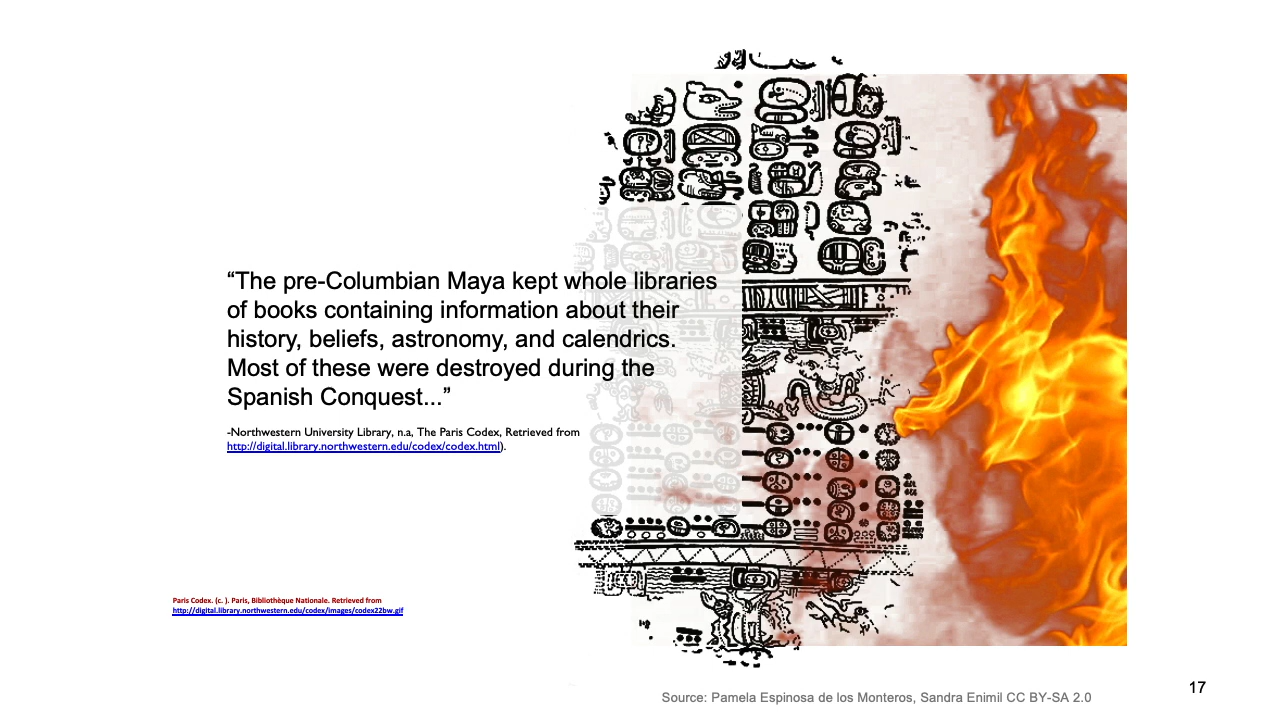 “The pre-Columbian Maya kept whole libraries
of books containing information about their
history, beliefs, astronomy, and calendrics.
Most of these were destroyed during the
Spanish Conquest...”
-Northwestern University Library, n.a, The Paris Codex, Retrieved from
http://digital.library.northwestern.edu/codex/codex.html).
Paris Codex. (c. ). Paris, Bibliothèque Nationale. Retrieved from
http://digital.library.northwestern.edu/codex/images/codex22bw.gif
Source: Pamela Espinosa de los Monteros, Sandra Enimil CC BY-SA 2.0
17